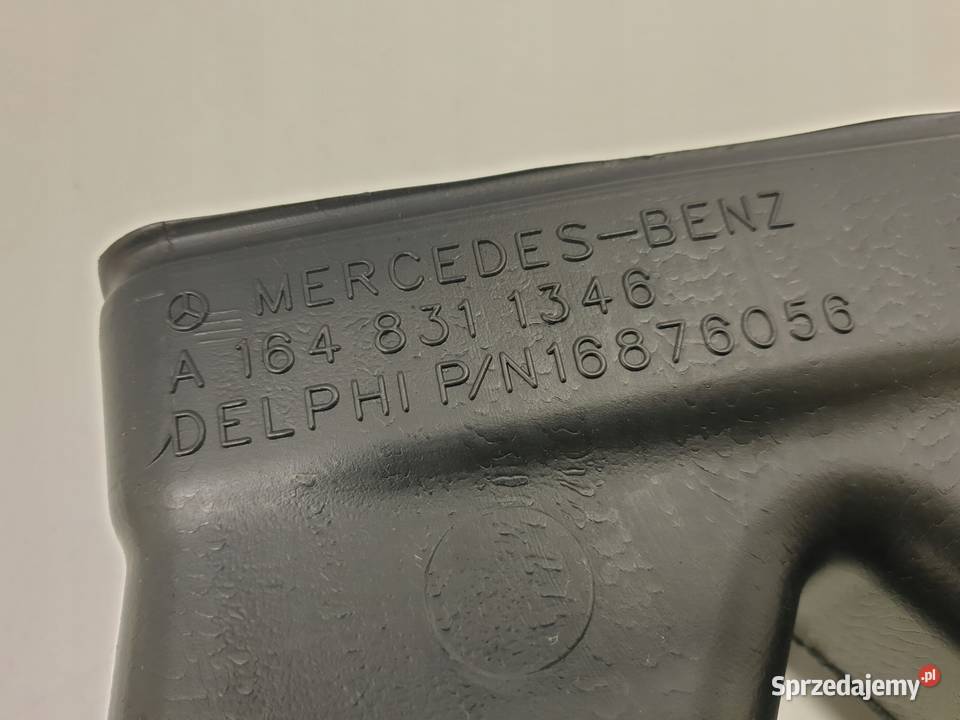 MERCEDES-BENZ
A 164 831 1346
DELPHI P/N16876056
Sprzedajemy.pl